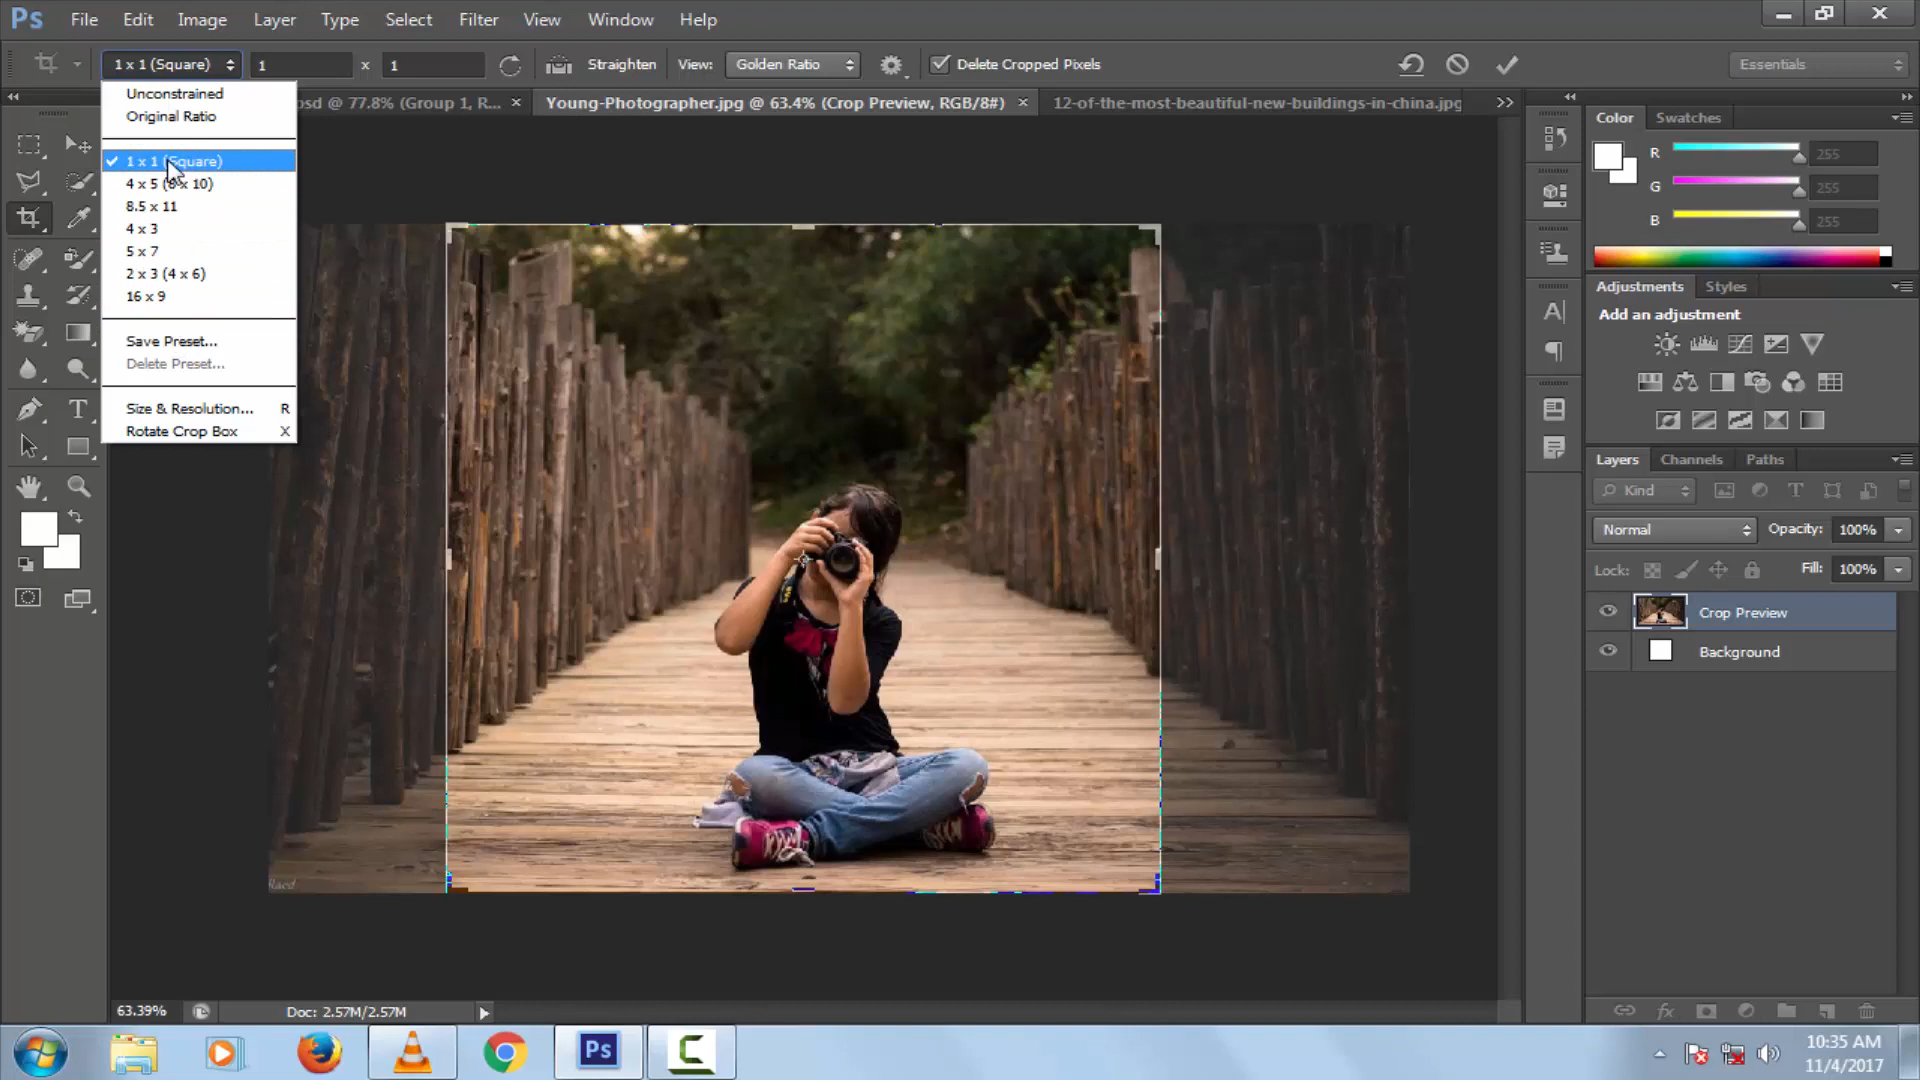 Ps File Edit Image Layer Type Select Filter View Window Help
1 x 1 (Square) 1 x 1 Straighten View: Golden Ratio Delete Cropped Pixels Essentials
psd @ 77.8% (Group 1, R... × Young-Photographer.jpg @ 63.4% (Crop Preview, RGB/8#) × 12-of-the-most-beautiful-new-buildings-in-china.jpg
Unconstrained
Original Ratio
1 x 1 (Square)
4 x 5 (8 x 10)
8.5 x 11
4 x 3
5 x 7
2 x 3 (4 x 6)
16 x 9
Save Preset...
Delete Preset...
Size & Resolution... R
Rotate Crop Box X
Color Styles
R 255
G 255
B 255
Adjustments Styles
Add an adjustment
Layers Channels Paths
Kind
Normal Opacity: 100%
Lock: Fill: 100%
Crop Preview
Background
63.39% Doc: 2.57M/2.57M
Ps
10:35 AM
11/4/2017